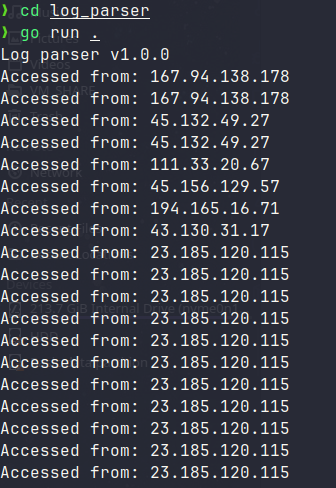 ❯ cd log_parser
❯ go run .
Log parser v1.0.0
Accessed from: 167.94.138.178
Accessed from: 167.94.138.178
Accessed from: 45.132.49.27
Accessed from: 45.132.49.27
Accessed from: 111.33.20.67
Accessed from: 45.156.129.57
Accessed from: 194.165.16.71
Accessed from: 43.130.31.17
Accessed from: 23.185.120.115
Accessed from: 23.185.120.115
Accessed from: 23.185.120.115
Accessed from: 23.185.120.115
Accessed from: 23.185.120.115
Accessed from: 23.185.120.115
Accessed from: 23.185.120.115
Accessed from: 23.185.120.115
Accessed from: 23.185.120.115
Accessed from: 23.185.120.115
Accessed from: 23.185.120.115